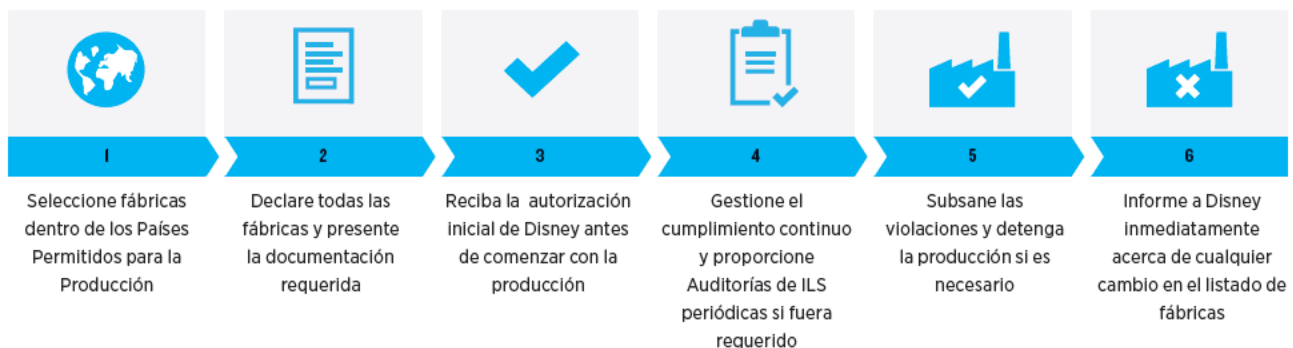 1
Seleccione fábricas
dentro de los Países
Permitidos para la
Producción
2
Declare todas las
fábricas y presente
la documentación
requerida
3
Reciba la autorización
inicial de Disney antes
de comenzar con la
producción
4
Gestione el
cumplimiento continuo
y proporcione
Auditorías de ILS
periódicas si fuera
requerido
5
Subsane las
violaciones y detenga
la producción si es
necesario
6
Informe a Disney
inmediatamente
acerca de cualquier
cambio en el listado de
fábricas